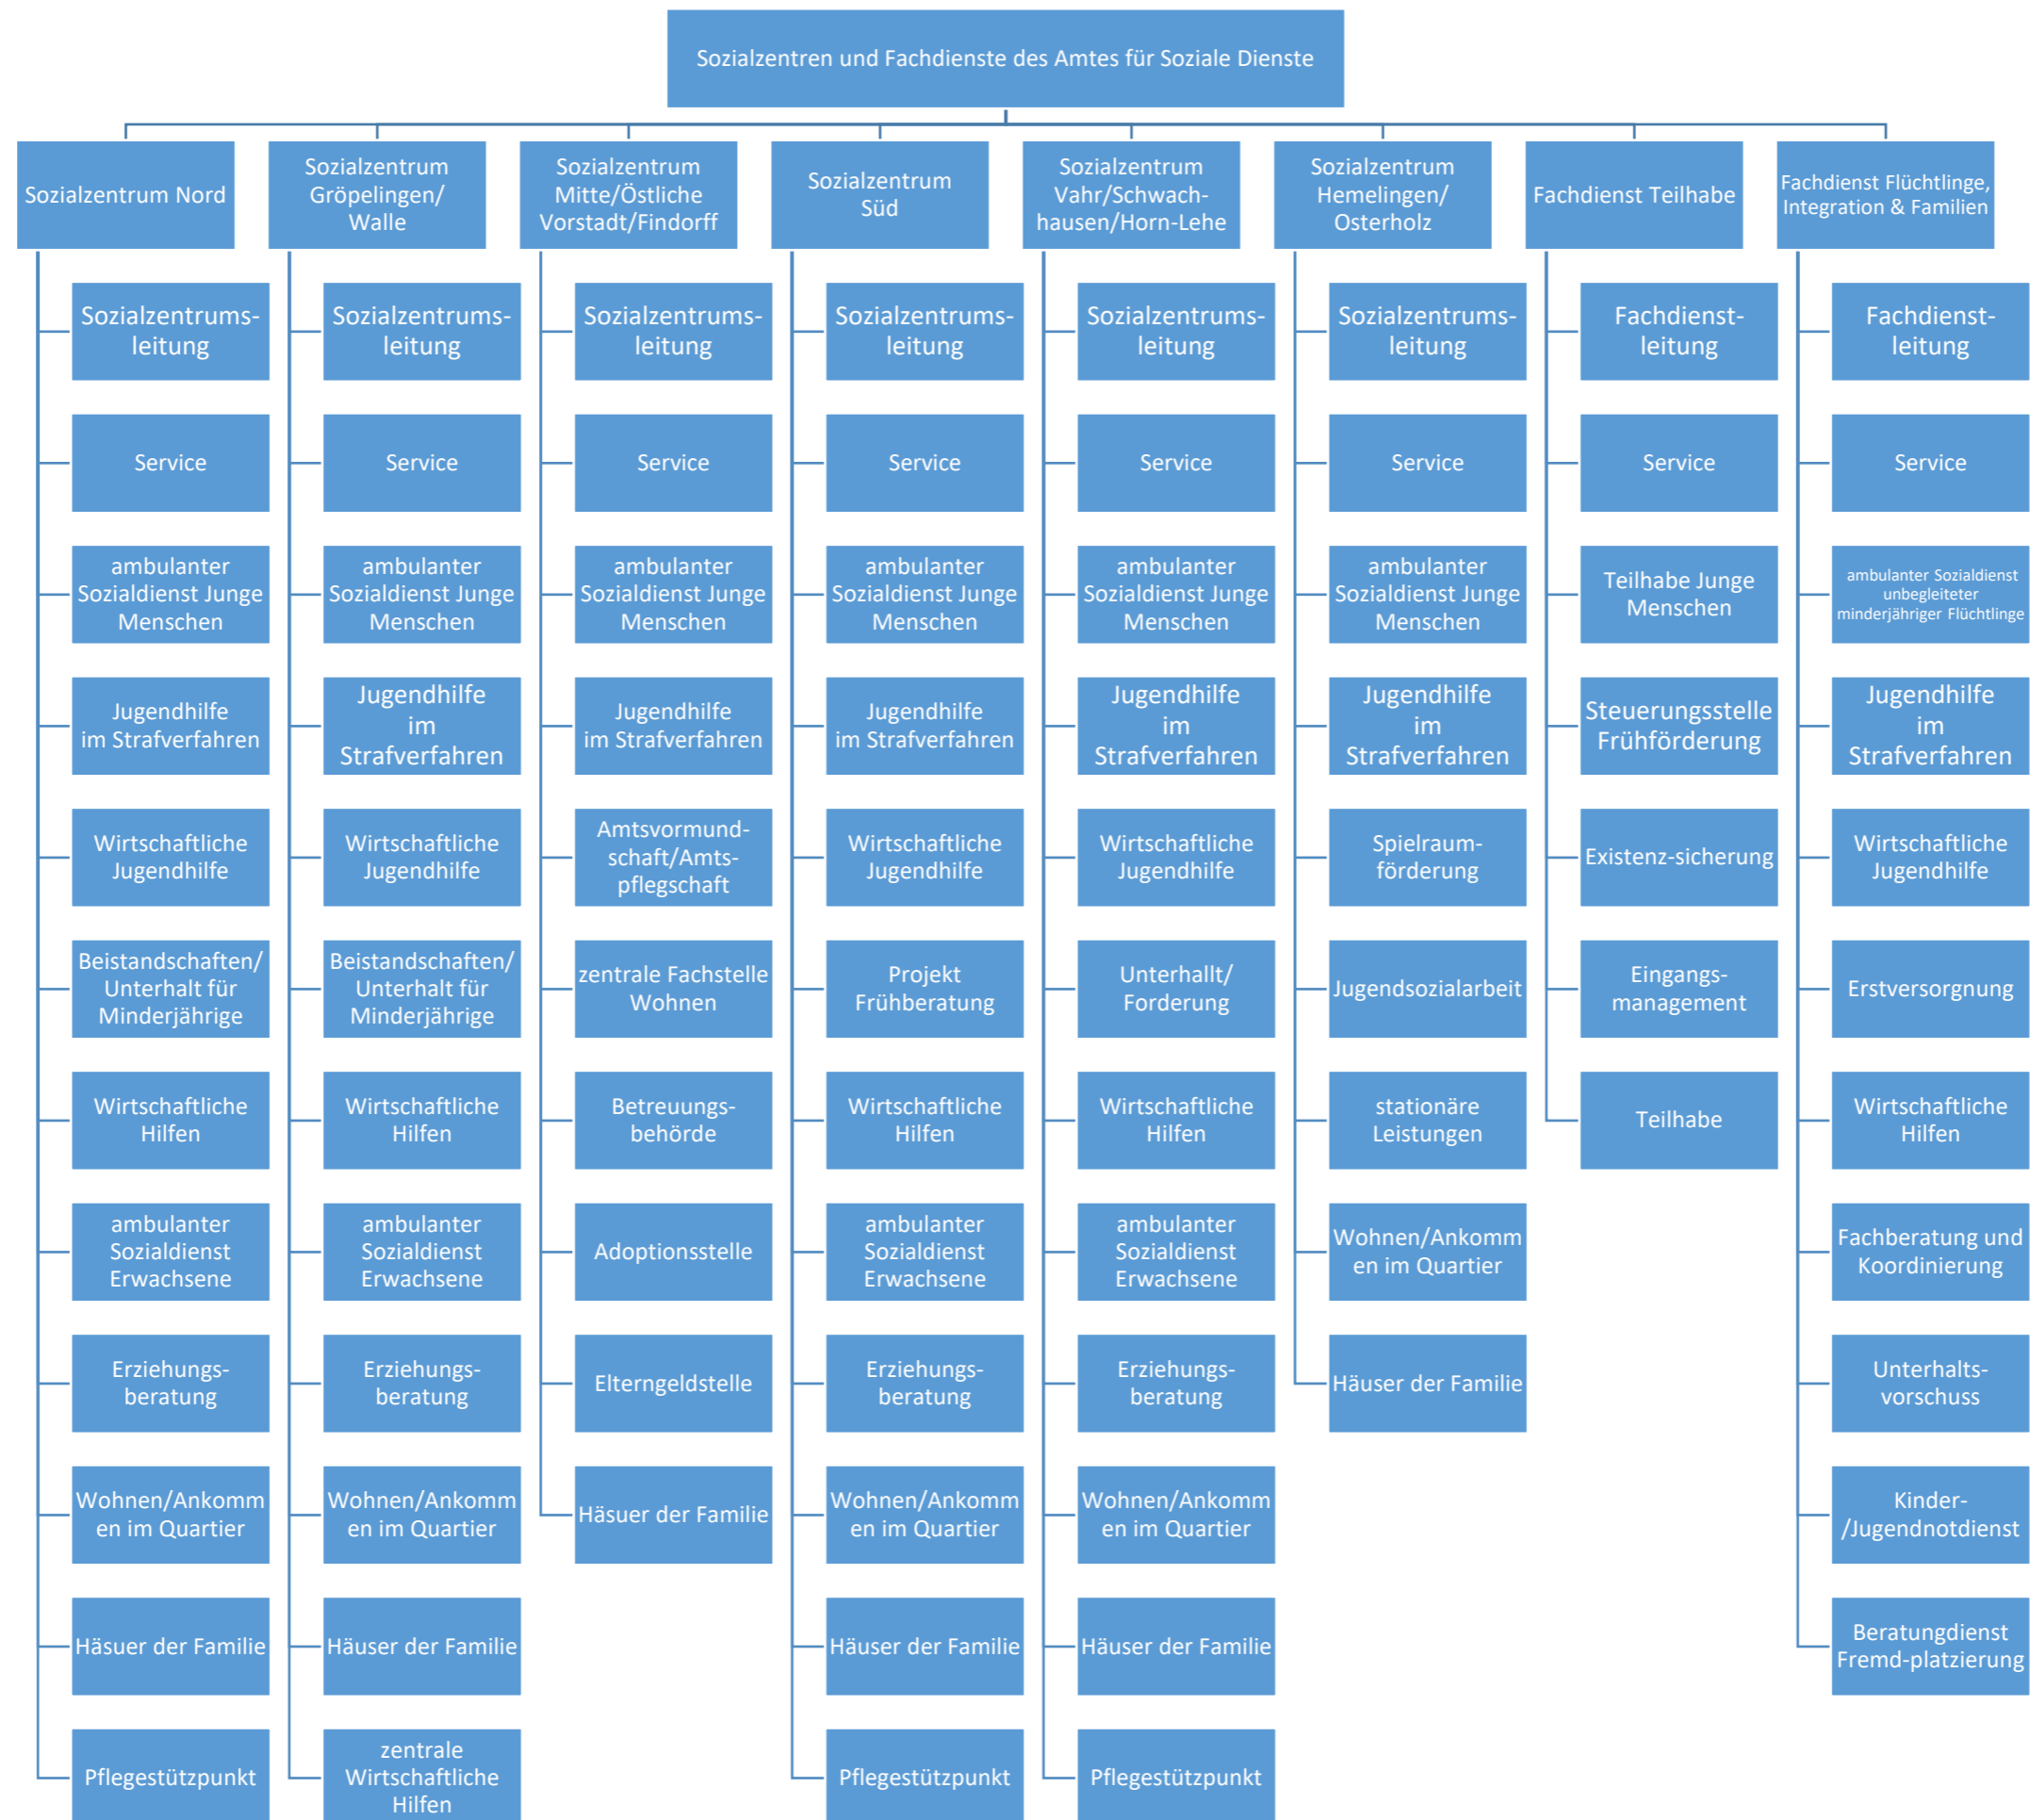 Sozialzentren und Fachdienste des Amtes für Soziale Dienste
Sozialzentrum Nord
Sozialzentrums-
leitung
Service
ambulanter
Sozialdienst Junge
Menschen
Jugendhilfe
im Strafverfahren
Wirtschaftliche
Jugendhilfe
Beistandschaften/
Unterhalt für
Minderjährige
Wirtschaftliche
Hilfen
ambulanter
Sozialdienst
Erwachsene
Erziehungs-
beratung
Wohnen/Ankomm
en im Quartier
Häsuer der Familie
Pflegestützpunkt
Sozialzentrum
Gröpelingen/
Walle
Sozialzentrums-
leitung
Service
ambulanter
Sozialdienst Junge
Menschen
Jugendhilfe
im
Strafverfahren
Wirtschaftliche
Jugendhilfe
Beistandschaften/
Unterhalt für
Minderjährige
Wirtschaftliche
Hilfen
ambulanter
Sozialdienst
Erwachsene
Erziehungs-
beratung
Wohnen/Ankomm
en im Quartier
Häuser der Familie
zentrale
Wirtschaftliche
Hilfen
Sozialzentrum
Mitte/Östliche
Vorstadt/Findorff
Sozialzentrums-
leitung
Service
ambulanter
Sozialdienst Junge
Menschen
Jugendhilfe
im Strafverfahren
Amtsvormund-
schaft/Amts-
pflegschaft
zentrale Fachstelle
Wohnen
Betreuungs-
behörde
Adoptionsstelle
Elterngeldstelle
Häsuer der Familie
Sozialzentrum
Süd
Sozialzentrums-
leitung
Service
ambulanter
Sozialdienst Junge
Menschen
Jugendhilfe
im Strafverfahren
Wirtschaftliche
Jugendhilfe
Projekt
Frühberatung
Wirtschaftliche
Hilfen
ambulanter
Sozialdienst
Erwachsene
Erziehungs-
beratung
Wohnen/Ankomm
en im Quartier
Häuser der Familie
Pflegestützpunkt
Sozialzentrum
Vahr/Schwach-
hausen/Horn-Lehe
Sozialzentrums-
leitung
Service
ambulanter
Sozialdienst Junge
Menschen
Jugendhilfe
im
Strafverfahren
Wirtschaftliche
Jugendhilfe
Unterhallt/
Forderung
Wirtschaftliche
Hilfen
ambulanter
Sozialdienst
Erwachsene
Erziehungs-
beratung
Wohnen/Ankomm
en im Quartier
Häuser der Familie
Pflegestützpunkt
Sozialzentrum
Hemelingen/
Osterholz
Sozialzentrums-
leitung
Service
ambulanter
Sozialdienst Junge
Menschen
Jugendhilfe
im
Strafverfahren
Spielraum-
förderung
Jugendsozialarbeit
stationäre
Leistungen
Wohnen/Ankomm
en im Quartier
Häuser der Familie
Fachdienst Teilhabe
Fachdienst-
leitung
Service
Teilhabe Junge
Menschen
Steuerungsstelle
Frühförderung
Existenz-sicherung
Eingangs-
management
Teilhabe
Fachdienst Flüchtlinge,
Integration & Familien
Fachdienst-
leitung
Service
ambulanter Sozialdienst
unbegleiteter
minderjähriger Flüchtlinge
Jugendhilfe
im
Strafverfahren
Wirtschaftliche
Jugendhilfe
Erstversorgnung
Wirtschaftliche
Hilfen
Fachberatung und
Koordinierung
Unterhalts-
vorschuss
Kinder-
/Jugendnotdienst
Beratungdienst
Fremd-platzierung